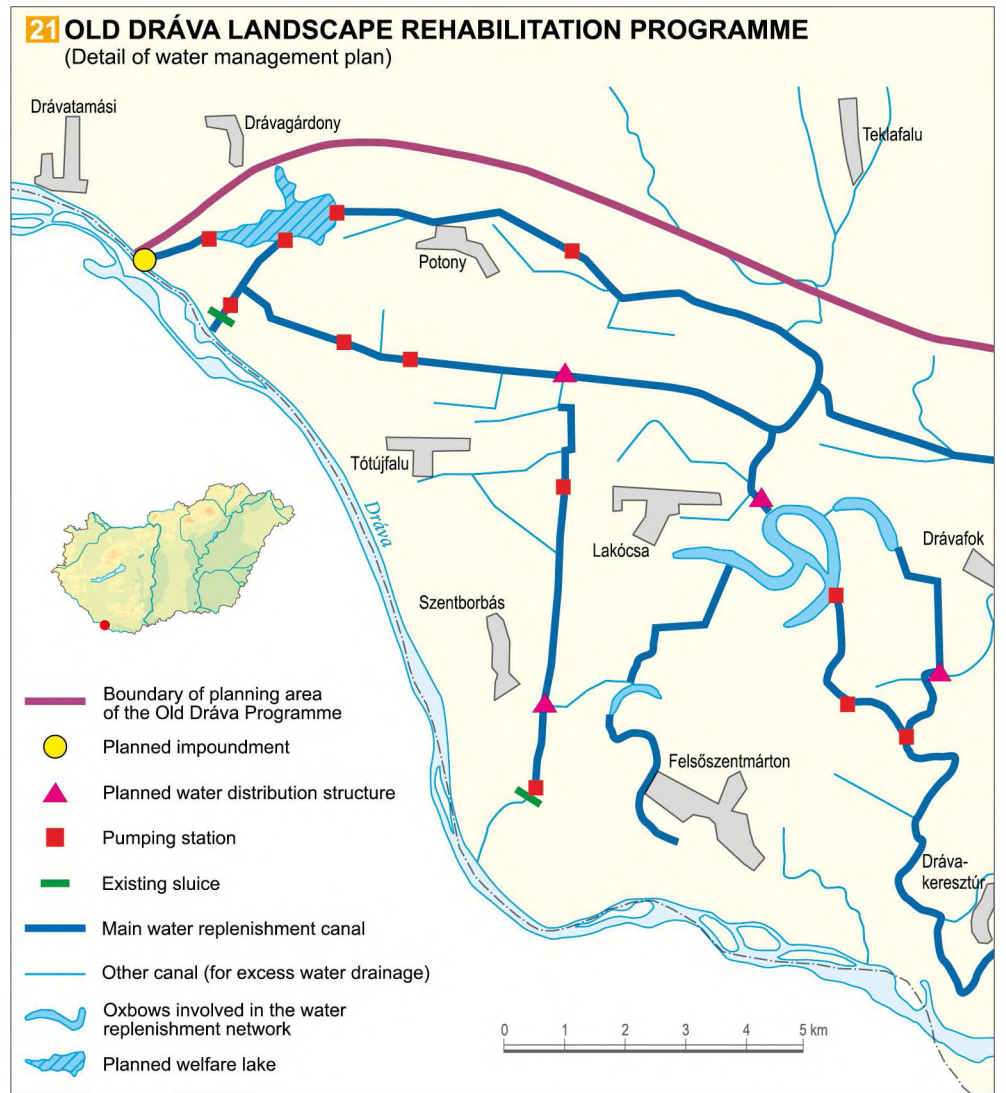 21 OLD DRÁVA LANDSCAPE REHABILITATION PROGRAMME
(Detail of water management plan)
Drávatamási
Drávagárdony
Teklafalu
Potony
Tótújfalu
Dráva
Lakócsa
Drávafok
Szentborbás
Felsőszentmárton
Dráva-
keresztúr
Boundary of planning area
of the Old Dráva Programme
Planned impoundment
Planned water distribution structure
Pumping station
Existing sluice
Main water replenishment canal
Other canal (for excess water drainage)
Oxbows involved in the water
replenishment network
Planned welfare lake
0 1 2 3 4 5 km